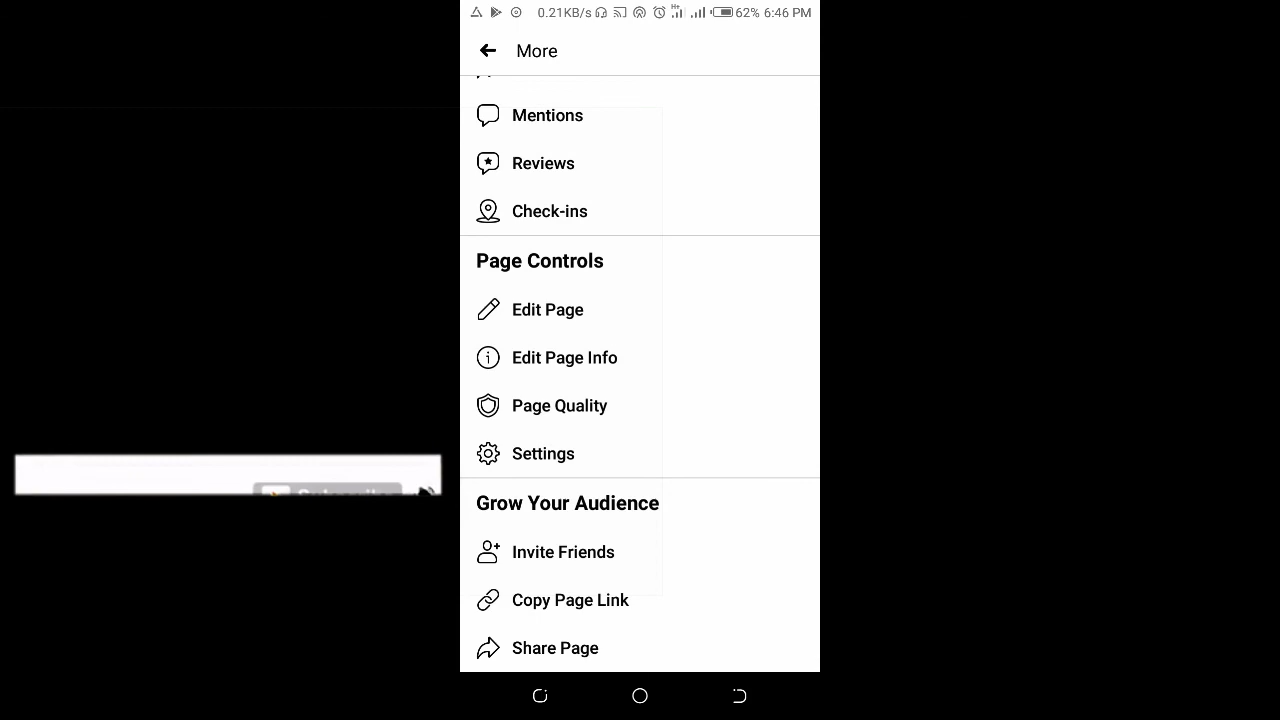 0.21KB/s H+ 62% 6:46 PM
More
Mentions
Reviews
Check-ins
Page Controls
Edit Page
Edit Page Info
Page Quality
Settings
Grow Your Audience
Invite Friends
Copy Page Link
Share Page